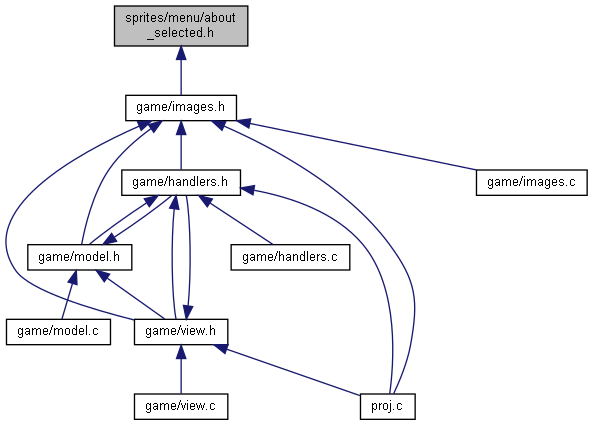 sprites/menu/about
_selected.h
game/images.h
game/handlers.h
game/images.c
game/model.h
game/handlers.c
game/model.c
game/view.h
game/view.c
proj.c